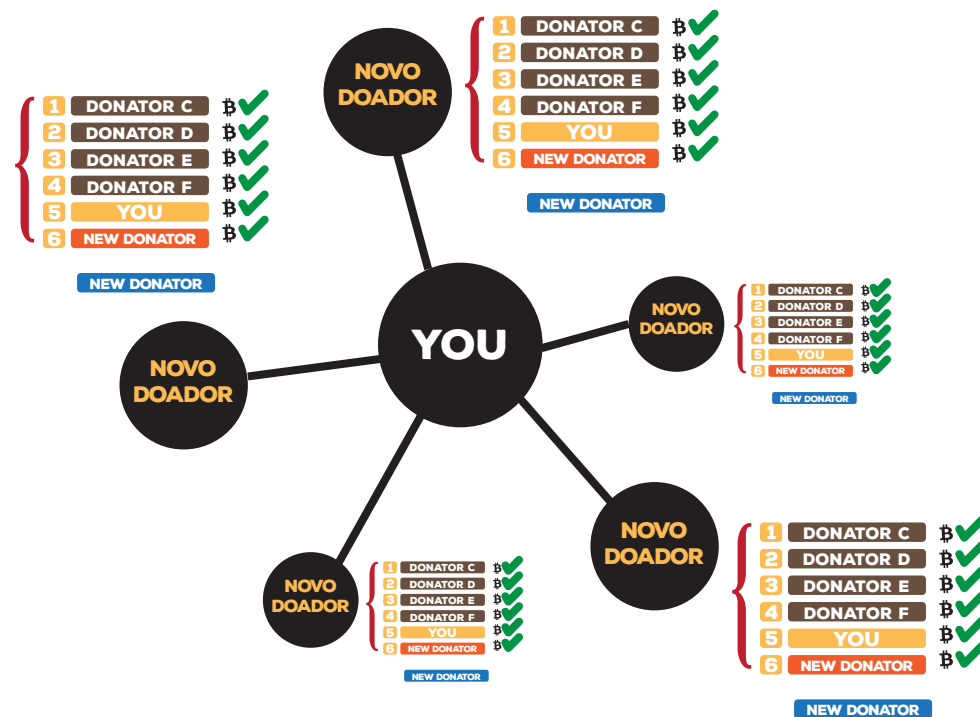 NOVO
DOADOR
1 DONATOR C ₿
2 DONATOR D ₿
3 DONATOR E ₿
4 DONATOR F ₿
5 YOU ₿
6 NEW DONATOR ₿
NEW DONATOR
1 DONATOR C ₿
2 DONATOR D ₿
3 DONATOR E ₿
4 DONATOR F ₿
5 YOU ₿
6 NEW DONATOR ₿
NEW DONATOR
YOU
NOVO
DOADOR
1 DONATOR C ₿
2 DONATOR D ₿
3 DONATOR E ₿
4 DONATOR F ₿
5 YOU ₿
6 NEW DONATOR ₿
NEW DONATOR
NOVO
DOADOR
NOVO
DOADOR
1 DONATOR C ₿
2 DONATOR D ₿
3 DONATOR E ₿
4 DONATOR F ₿
5 YOU ₿
6 NEW DONATOR ₿
NEW DONATOR
NOVO
DOADOR
1 DONATOR C ₿
2 DONATOR D ₿
3 DONATOR E ₿
4 DONATOR F ₿
5 YOU ₿
6 NEW DONATOR ₿
NEW DONATOR